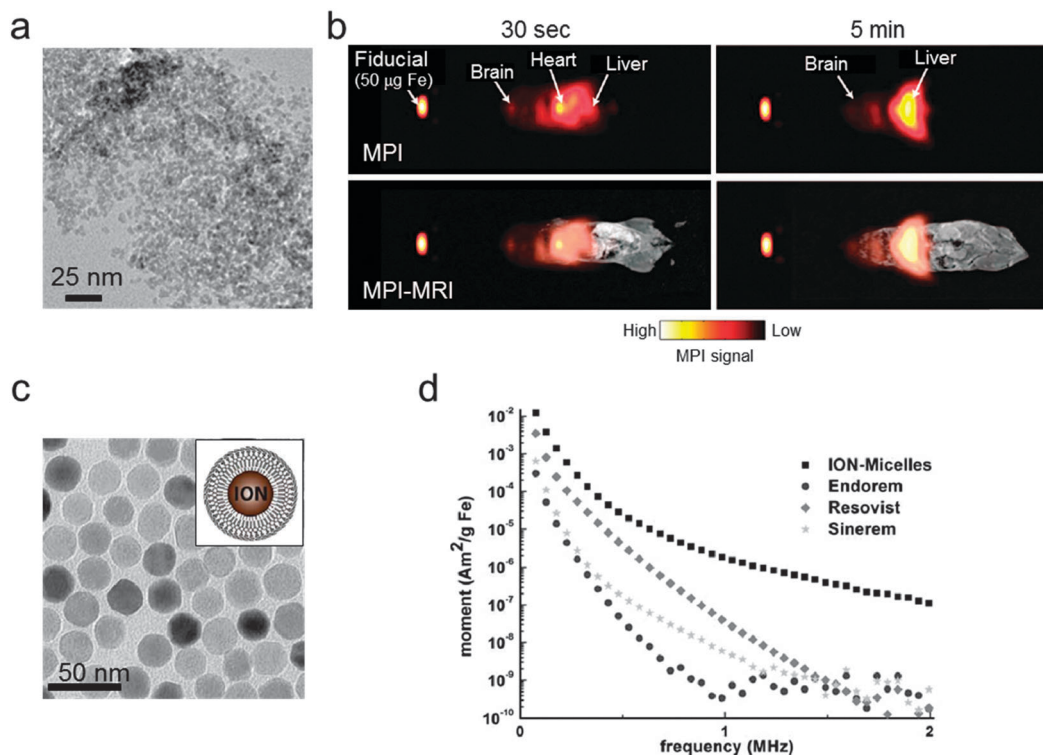 a
25 nm
b
30 sec
5 min
Fiducial
(50 μg Fe)
Brain
Heart
Liver
MPI
Brain
Liver
MPI-MRI
High
Low
MPI signal
c
ION
50 nm
d
10⁻²
10⁻³
10⁻⁴
10⁻⁵
10⁻⁶
10⁻⁷
10⁻⁸
10⁻⁹
10⁻¹⁰
moment (Am²/g Fe)
ION-Micelles
Endorem
Resovist
Sinerem
0
1
2
frequency (MHz)